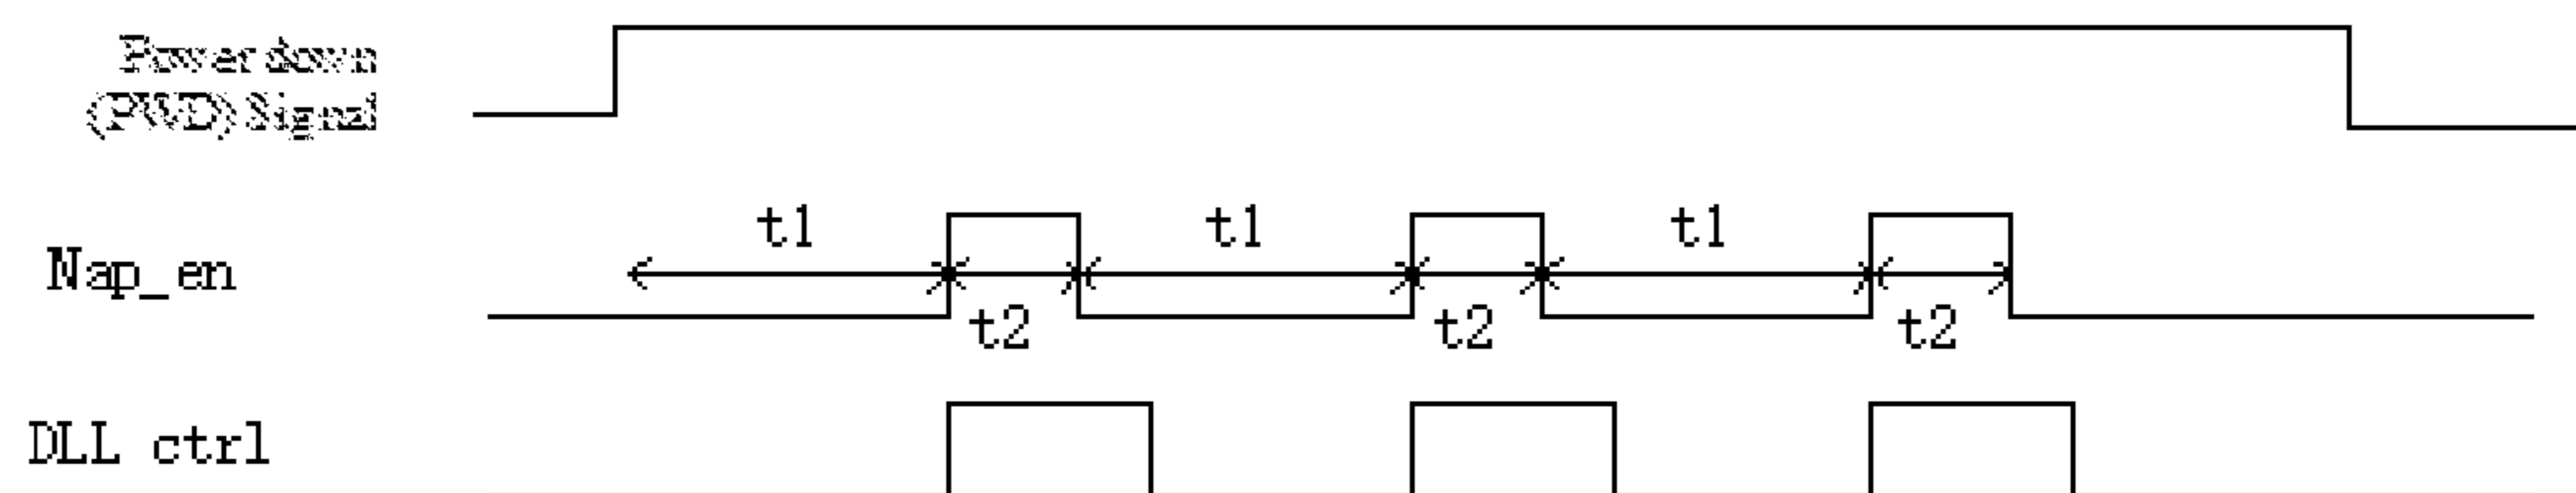 Power down
(PWD) Signal
t1 t1 t1
Nap_en
t2 t2 t2
DLL ctrl